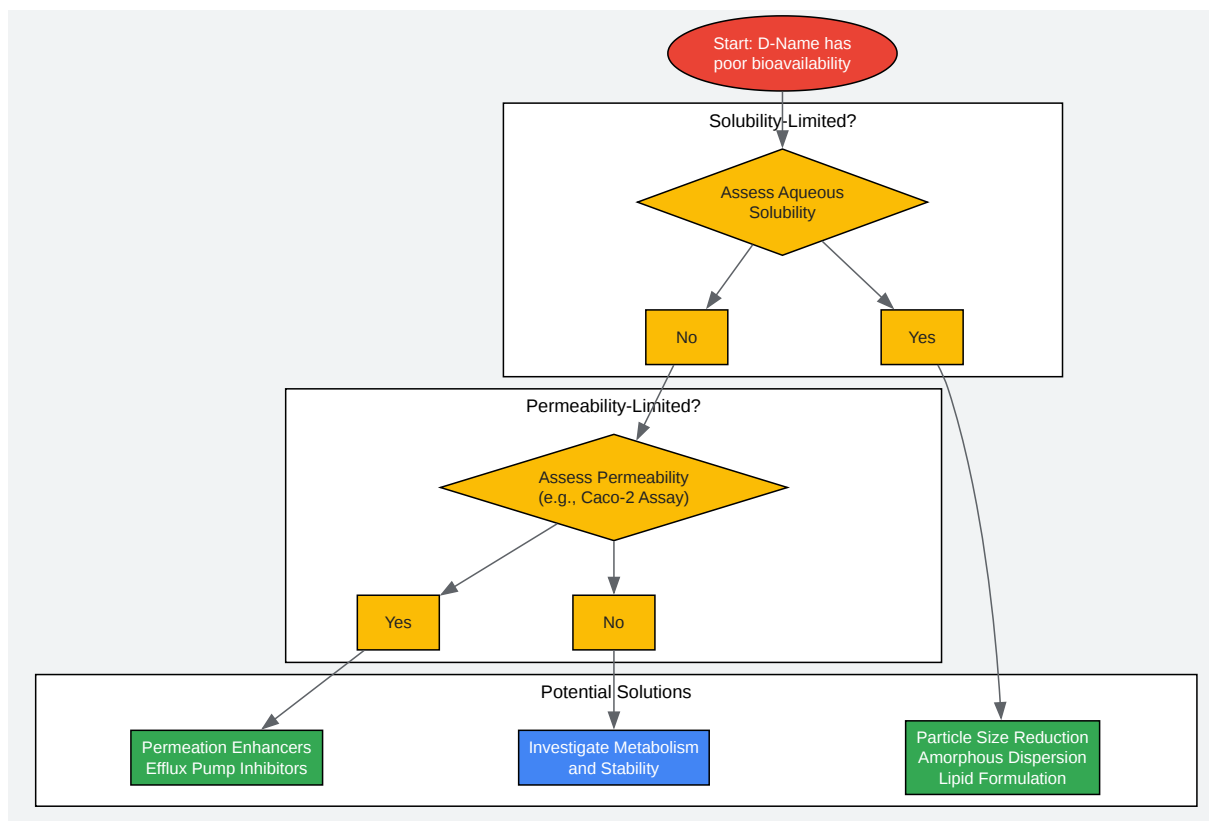 Start: D-Name has
poor bioavailability
Solubility-Limited?
Assess Aqueous
Solubility
No
Yes
Permeability-Limited?
Assess Permeability
(e.g., Caco-2 Assay)
Yes
No
Potential Solutions
Permeation Enhancers
Efflux Pump Inhibitors
Investigate Metabolism
and Stability
Particle Size Reduction
Amorphous Dispersion
Lipid Formulation